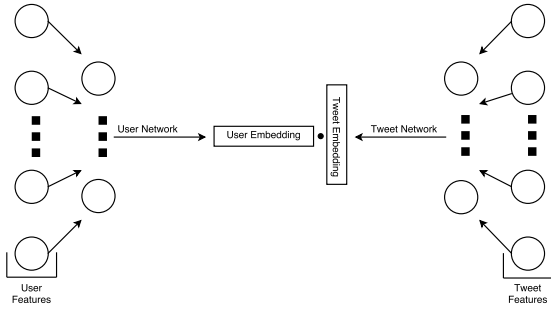 User Network
User Embedding
Tweet Embedding
Tweet Network
User
Features
Tweet
Features